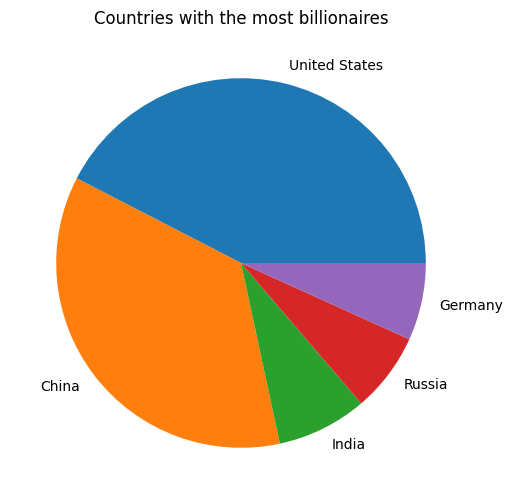 Countries with the most billionaires
United States
China
Germany
Russia
India